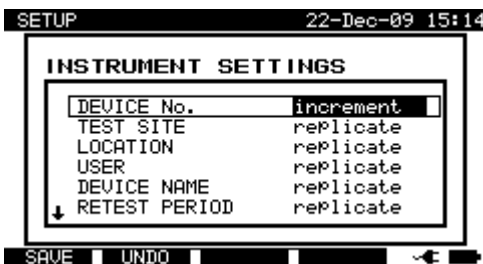 SETUP 22-Dec-09 15:14
INSTRUMENT SETTINGS
DEVICE No. increment
TEST SITE replicate
LOCATION replicate
USER replicate
DEVICE NAME replicate
RETEST PERIOD replicate
SAVE UNDO